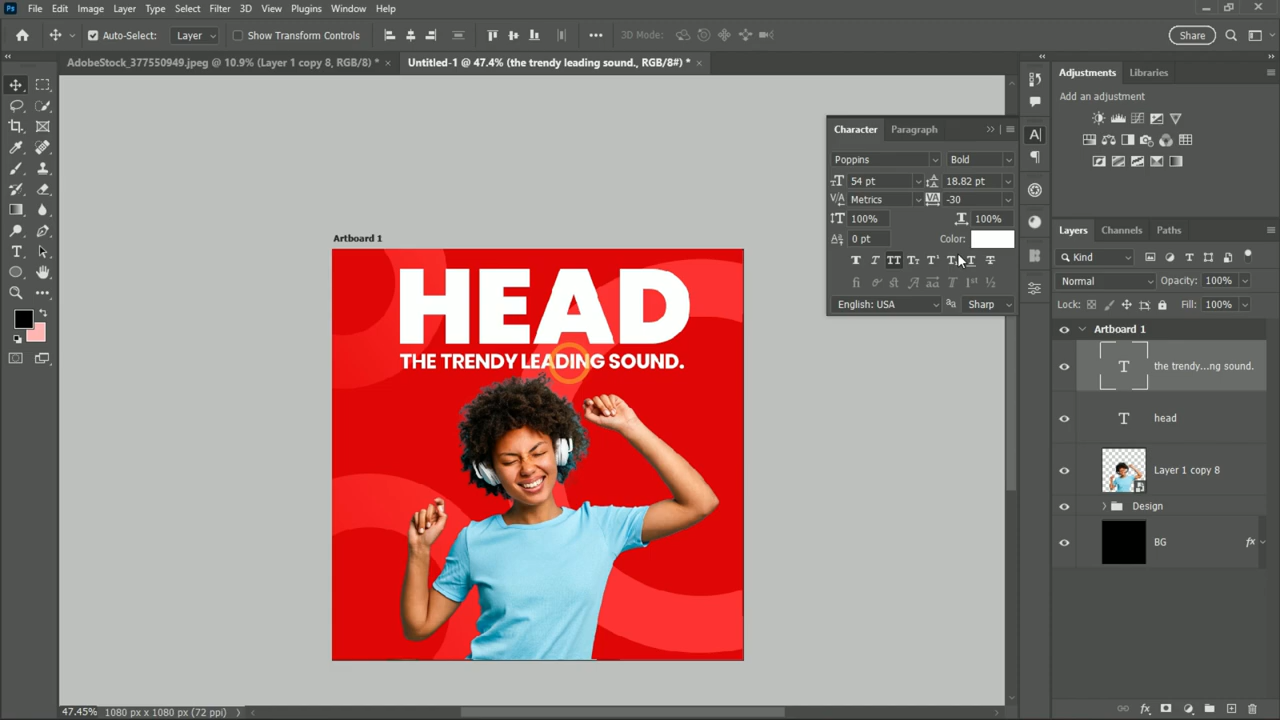 Ps File Edit Image Layer Type Select Filter 3D View Plugins Window Help
Auto-Select: Layer Show Transform Controls 3D Mode: Share
AdobeStock_377550949.jpeg @ 10.9% (Layer 1 copy 8, RGB/8) * × Untitled-1 @ 47.4% (the trendy leading sound., RGB/8#) * ×
Adjustments Libraries
Add an adjustment
Character Paragraph
Poppins Bold
54 pt 18.82 pt
Metrics -30
100% 100%
0 pt Color:
English: USA Sharp
Artboard 1
HEAD
THE TRENDY LEADING SOUND.
Layers Channels Paths
Kind
Normal Opacity: 100%
Lock: Fill: 100%
Artboard 1
the trendy...ng sound.
head
Layer 1 copy 8
Design
BG fx
47.45% 1080 px x 1080 px (72 ppi)